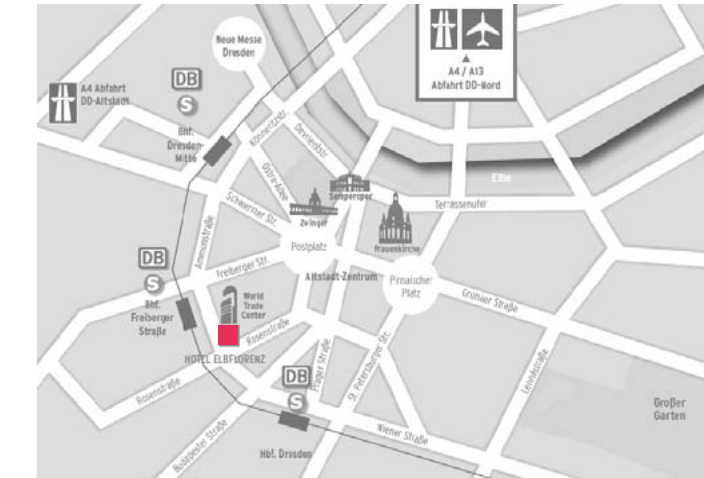 Neue Messe
Dresden
A4 / A13
Abfahrt DD-Nord
A4 Abfahrt
DD-Altstadt
DB
S
Bhf.
Dresden-
Mitte
Könneritzstr.
Devrientstr.
Ostra-Allee
Elbe
Semperoper
Terrassenufer
Schweriner Str.
Zwinger
Ammonstraße
Postplatz
Frauenkirche
DB
S
Freiberger Str.
Altstadt-Zentrum
Pirnaischer
Platz
Grunaer Straße
Bhf.
Freiberger
Straße
World
Trade
Center
Rosenstraße
HOTEL ELBFLORENZ
Prager Straße
St. Petersburger Str.
Lennéstraße
DB
S
Rosenstraße
Großer
Garten
Wiener Straße
Budapester Straße
Hbf. Dresden